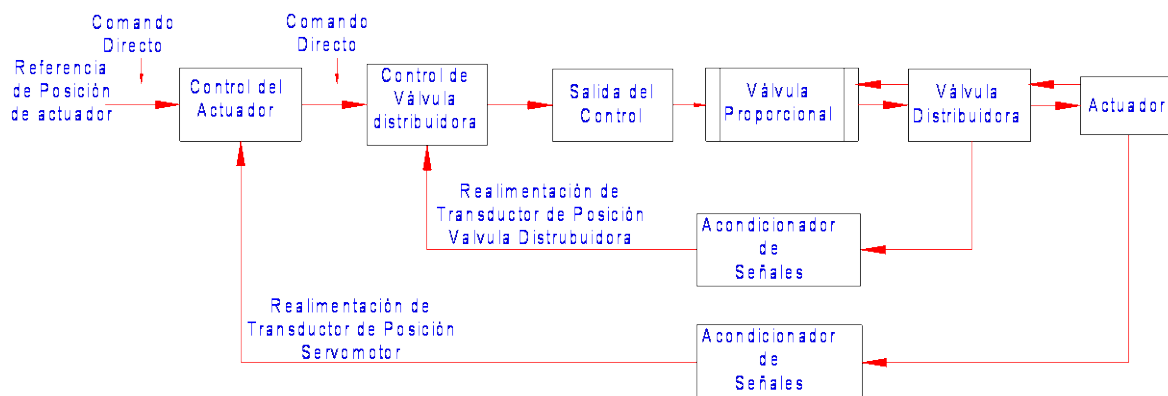 Comando
Directo
Comando
Directo
Referencia
de Posición
de actuador
Control del
Actuador
Control de
Válvula
distribuidora
Salida del
Control
Válvula
Proporcional
Válvula
Distribuidora
Actuador
Realimentación de
Transductor de Posición
Valvula Distrubuidora
Acondicionador
de
Señales
Realimentación de
Transductor de Posición
Servomotor
Acondicionador
de
Señales